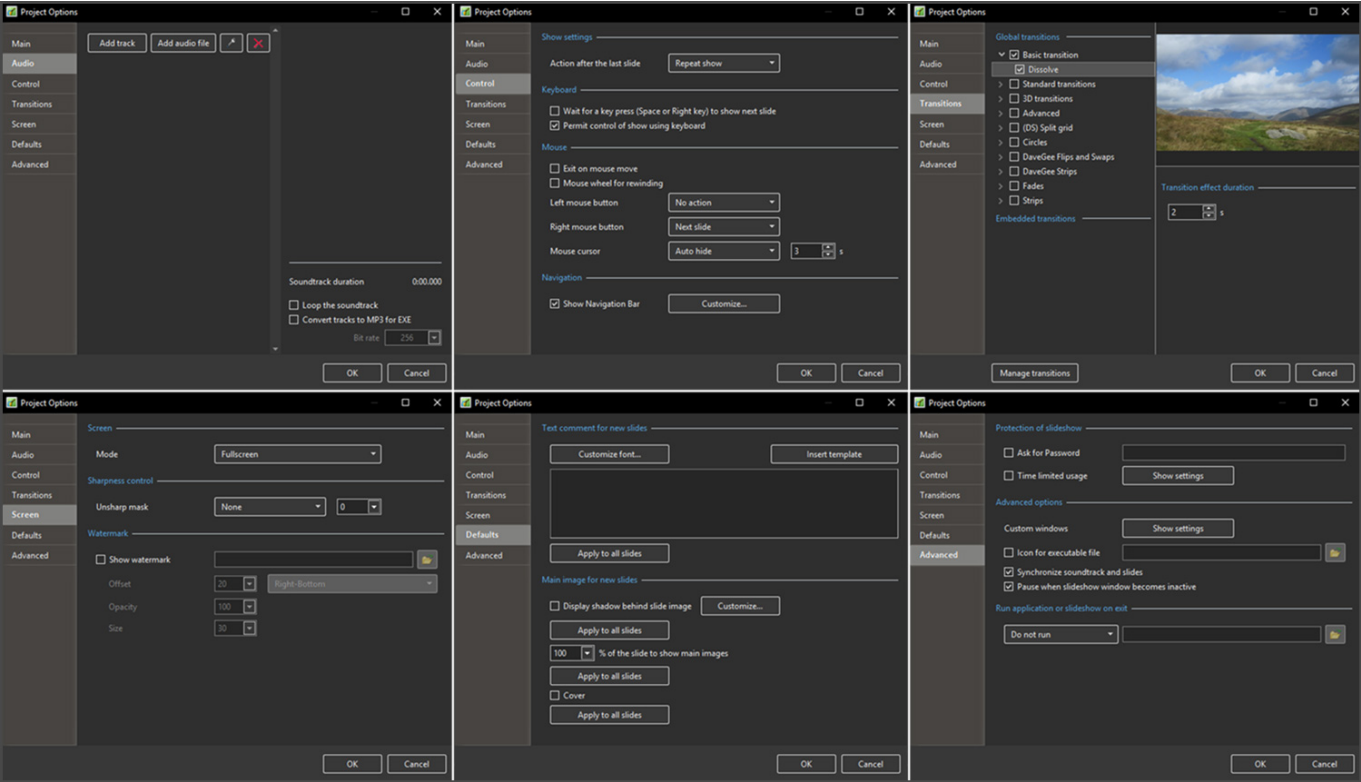 Project Options
Main
Audio
Control
Transitions
Screen
Defaults
Advanced
Add track
Add audio file
Soundtrack duration 0:00.000
Loop the soundtrack
Convert tracks to MP3 for EXE
Bit rate 256
OK Cancel
Project Options
Main
Audio
Control
Transitions
Screen
Defaults
Advanced
Show settings
Action after the last slide Repeat show
Keyboard
Wait for a key press (Space or Right key) to show next slide
Permit control of show using keyboard
Mouse
Exit on mouse move
Mouse wheel for rewinding
Left mouse button No action
Right mouse button Next slide
Mouse cursor Auto hide 3 s
Navigation
Show Navigation Bar Customize...
OK Cancel
Project Options
Main
Audio
Control
Transitions
Screen
Defaults
Advanced
Global transitions
Basic transition
Dissolve
Standard transitions
3D transitions
Advanced
(DS) Split grid
Circles
DaveGee Flips and Swaps
DaveGee Strips
Fades
Strips
Embedded transitions
Transition effect duration
2 s
Manage transitions OK Cancel
Project Options
Main
Audio
Control
Transitions
Screen
Defaults
Advanced
Screen
Mode Fullscreen
Sharpness control
Unsharp mask None 0
Watermark
Show watermark
Offset 20 Right-Bottom
Opacity 100
Size 30
OK Cancel
Project Options
Main
Audio
Control
Transitions
Screen
Defaults
Advanced
Text comment for new slides
Customize font... Insert template
Apply to all slides
Main image for new slides
Display shadow behind slide image Customize...
Apply to all slides
100 % of the slide to show main images
Apply to all slides
Cover
Apply to all slides
OK Cancel
Project Options
Main
Audio
Control
Transitions
Screen
Defaults
Advanced
Protection of slideshow
Ask for Password
Time limited usage Show settings
Advanced options
Custom windows Show settings
Icon for executable file
Synchronize soundtrack and slides
Pause when slideshow window becomes inactive
Run application or slideshow on exit
Do not run
OK Cancel